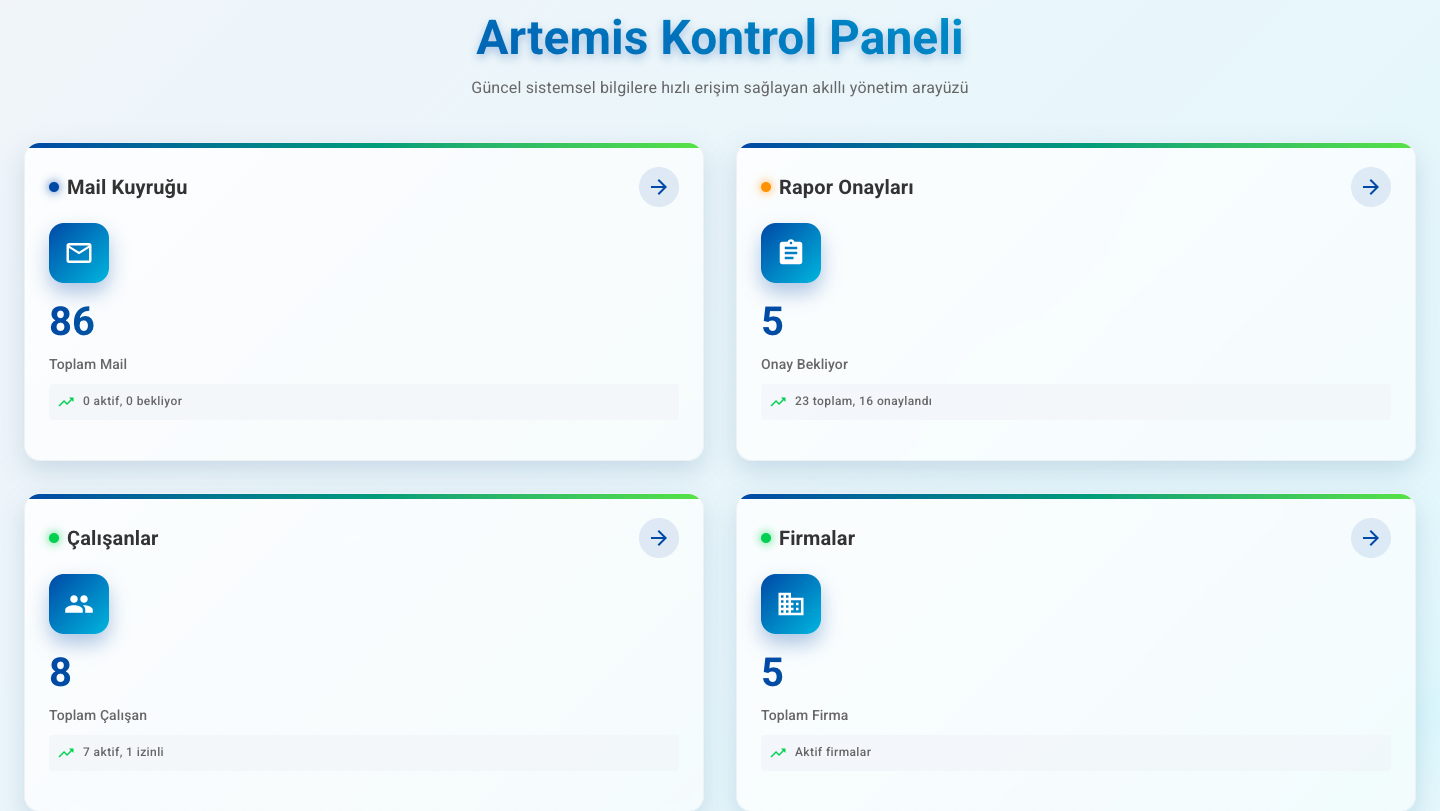 Artemis Kontrol Paneli
Güncel sistemsel bilgilere hızlı erişim sağlayan akıllı yönetim arayüzü
Mail Kuyruğu
86
Toplam Mail
0 aktif, 0 bekliyor
Rapor Onayları
5
Onay Bekliyor
23 toplam, 16 onaylandı
Çalışanlar
8
Toplam Çalışan
7 aktif, 1 izinli
Firmalar
5
Toplam Firma
Aktif firmalar